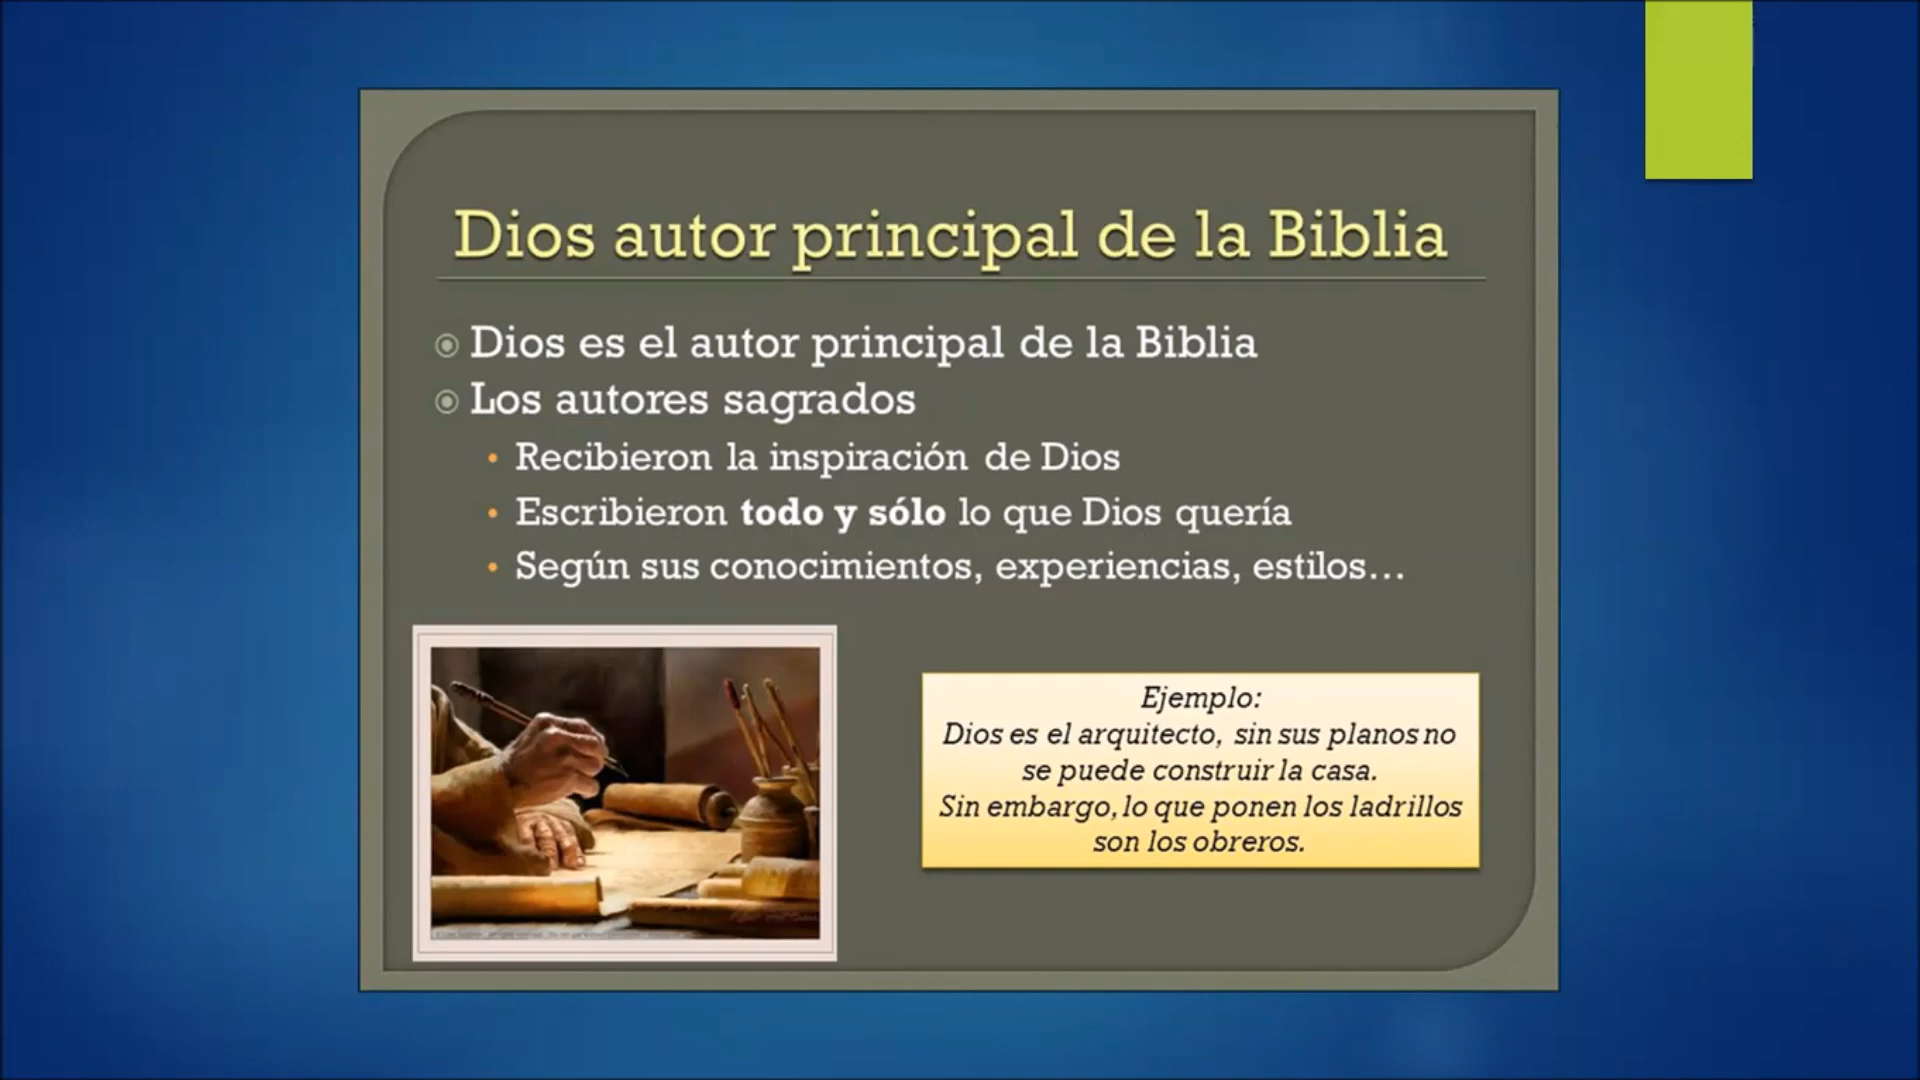 Dios autor principal de la Biblia
Dios es el autor principal de la Biblia
Los autores sagrados
Recibieron la inspiración de Dios
Escribieron todo y sólo lo que Dios quería
Según sus conocimientos, experiencias, estilos...
Ejemplo:
Dios es el arquitecto, sin sus planos no
se puede construir la casa.
Sin embargo, lo que ponen los ladrillos
son los obreros.